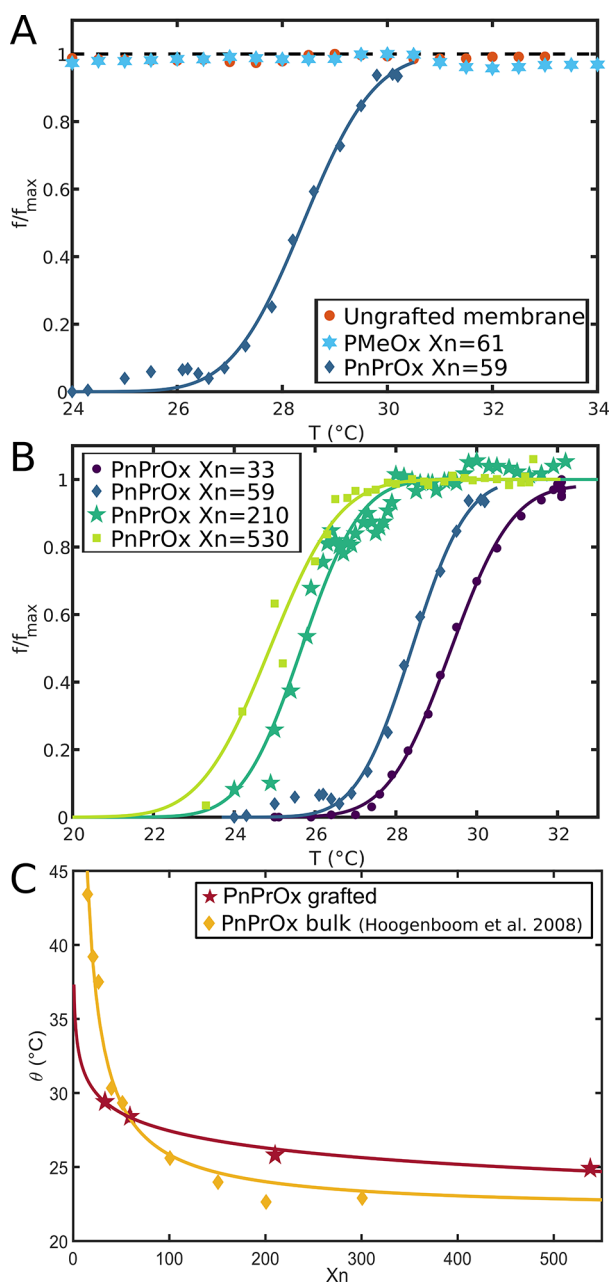 A
1
0.8
0.6
0.4
0.2
0
f/fmax
Ungrafted membrane
PMeOx Xn=61
PnPrOx Xn=59
24 26 28 30 32 34
T (°C)
B
PnPrOx Xn=33
PnPrOx Xn=59
PnPrOx Xn=210
PnPrOx Xn=530
1
0.8
0.6
0.4
0.2
0
f/fmax
20 22 24 26 28 30 32
T (°C)
C
PnPrOx grafted
PnPrOx bulk (Hoogenboom et al. 2008)
45
40
35
30
25
20
θ (°C)
0 100 200 300 400 500
Xn